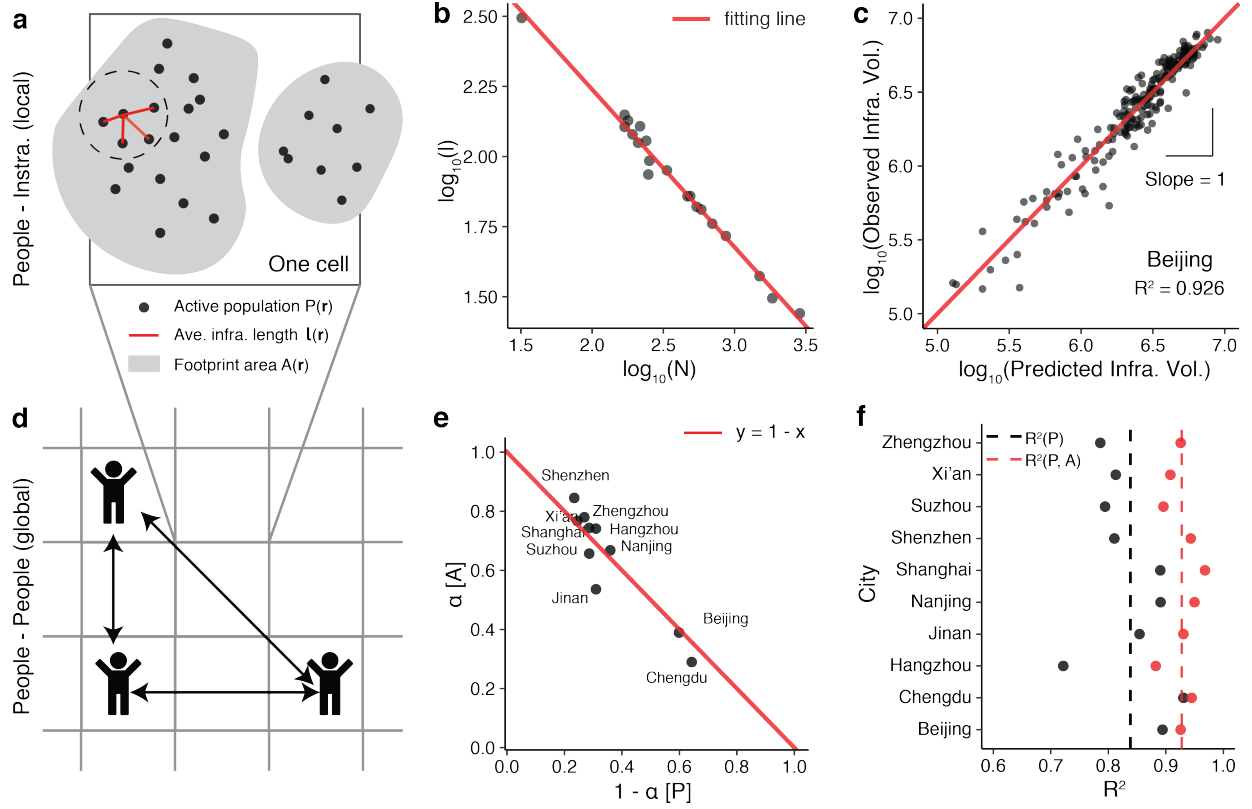 a
People - Instra. (local)
One cell
Active population P(r)
Ave. infra. length l(r)
Footprint area A(r)
b
fitting line
log10(l)
2.50
2.25
2.00
1.75
1.50
1.5
2.0
2.5
3.0
3.5
log10(N)
c
log10(Observed Infra. Vol.)
7.0
6.5
6.0
5.5
5.0
Slope = 1
Beijing
R² = 0.926
5.0
5.5
6.0
6.5
7.0
log10(Predicted Infra. Vol.)
d
People - People (global)
e
y = 1 - x
α [A]
1.0
0.8
0.6
0.4
0.2
0.0
Shenzhen
Zhengzhou
Xi'an
Hangzhou
Shanghai
Nanjing
Suzhou
Jinan
Beijing
Chengdu
0.0
0.2
0.4
0.6
0.8
1.0
1 - α [P]
f
R²(P)
R²(P, A)
City
Zhengzhou
Xi'an
Suzhou
Shenzhen
Shanghai
Nanjing
Jinan
Hangzhou
Chengdu
Beijing
0.6
0.7
0.8
0.9
1.0
R²